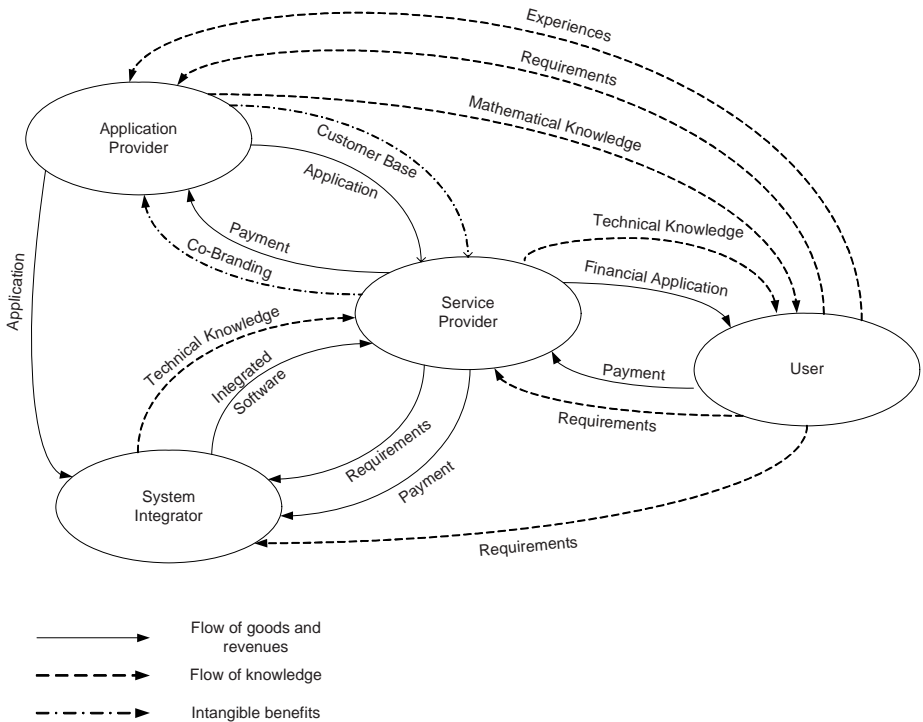 Experiences
Requirements
Mathematical Knowledge
Application
Provider
Customer Base
Application
Payment
Co-Branding
Application
Technical Knowledge
Financial Application
Service
Provider
User
Payment
Requirements
Technical Knowledge
Integrated
Software
Requirements
Payment
System
Integrator
Requirements
Flow of goods and
revenues
Flow of knowledge
Intangible benefits